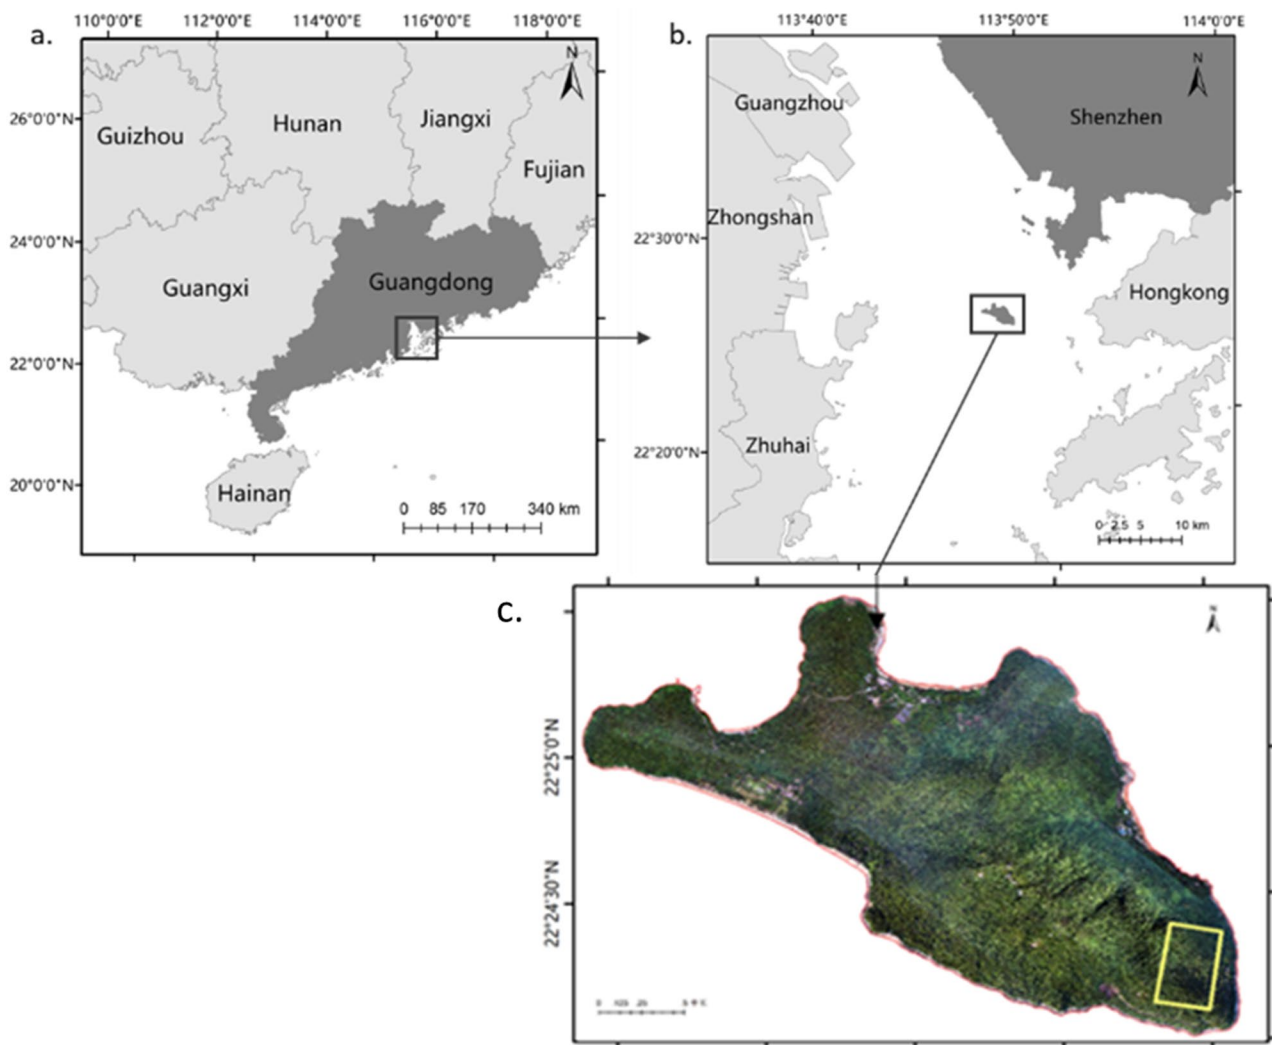 a.
110°0'0"E 112°0'0"E 114°0'0"E 116°0'0"E 118°0'0"E
N
26°0'0"N
24°0'0"N
22°0'0"N
20°0'0"N
Guizhou
Hunan
Jiangxi
Fujian
Guangxi
Guangdong
Hainan
0 85 170 340 km
b.
113°40'0"E 113°50'0"E 114°0'0"E
N
22°30'0"N
22°20'0"N
Guangzhou
Shenzhen
Zhongshan
Hongkong
Zhuhai
0 2.5 5 10 km
c.
N
22°25'0"N
22°24'30"N